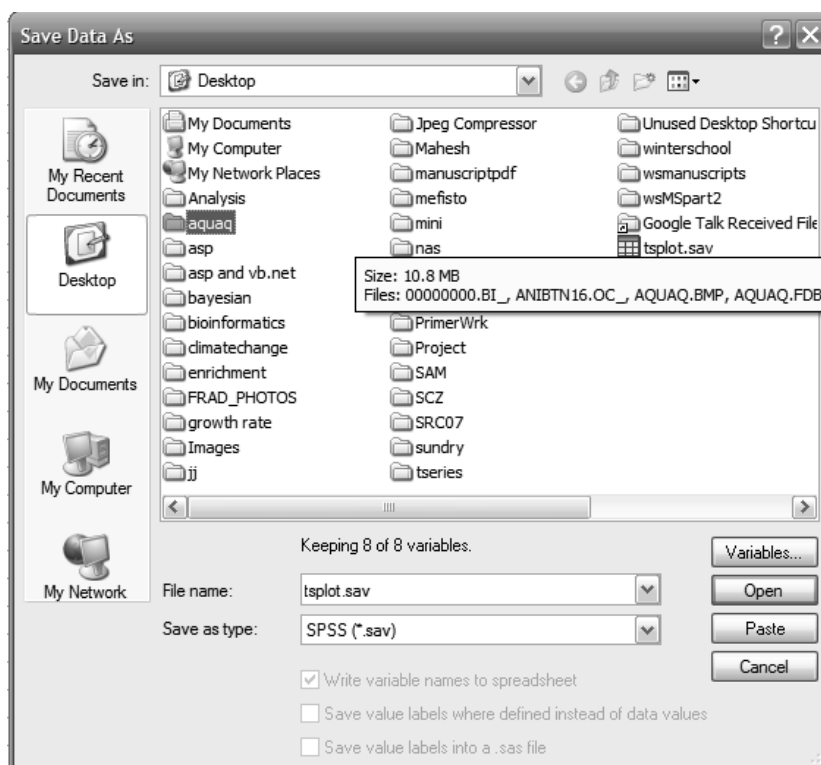 Save Data As
Save in: Desktop
My Recent Documents
Desktop
My Documents
My Computer
My Network
My Documents
My Computer
My Network Places
Analysis
aquaq
asp
asp and vb.net
bayesian
bioinformatics
climatechange
enrichment
FRAD_PHOTOS
growth rate
Images
jj
Jpeg Compressor
Mahesh
manuscriptpdf
mefisto
mini
nas
PrimerWrk
Project
SAM
SCZ
SRC07
sundry
tseries
Unused Desktop Shortcu
winterschool
wsmanuscripts
wsMSpart2
Google Talk Received File
tsplot.sav
Size: 10.8 MB
Files: 00000000.BI_, ANIBTN16.OC_, AQUAQ.BMP, AQUAQ.FDB
Keeping 8 of 8 variables.
Variables...
File name: tsplot.sav
Open
Save as type: SPSS (*.sav)
Paste
Cancel
Write variable names to spreadsheet
Save value labels where defined instead of data values
Save value labels into a .sas file